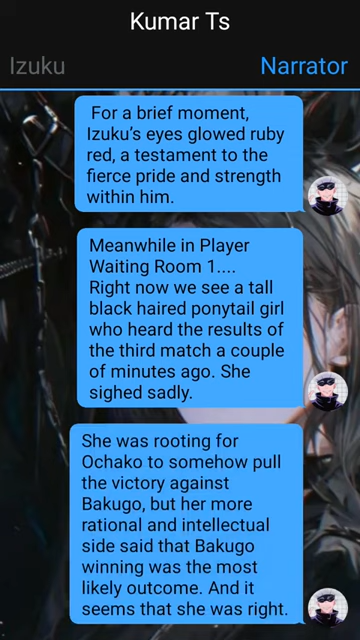 Kumar Ts
Izuku
Narrator
For a brief moment,
Izuku's eyes glowed ruby
red, a testament to the
fierce pride and strength
within him.
Meanwhile in Player
Waiting Room 1....
Right now we see a tall
black haired ponytail girl
who heard the results of
the third match a couple
of minutes ago. She
sighed sadly.
She was rooting for
Ochako to somehow pull
the victory against
Bakugo, but her more
rational and intellectual
side said that Bakugo
winning was the most
likely outcome. And it
seems that she was right.